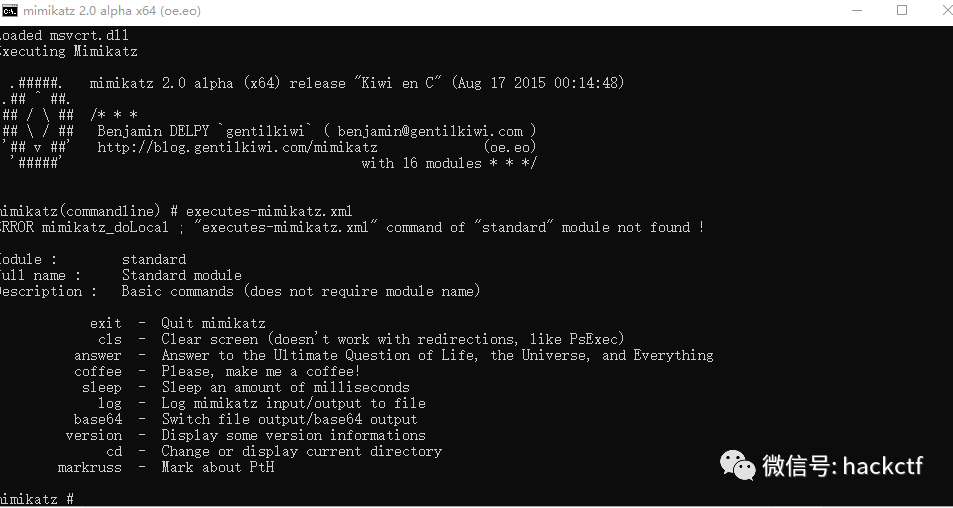 mimikatz 2.0 alpha x64 (oe.eo)
oaded msvcrt.dll
xecuting Mimikatz
.#####.   mimikatz 2.0 alpha (x64) release "Kiwi en C" (Aug 17 2015 00:14:48)
.## ^ ##.
## / \ ##  /* * *
## \ / ##   Benjamin DELPY `gentilkiwi` ( benjamin@gentilkiwi.com )
'## v ##'   http://blog.gentilkiwi.com/mimikatz             (oe.eo)
'#####'                                     with 16 modules * * */
imikatz(commandline) # executes-mimikatz.xml
RROR mimikatz_doLocal ; "executes-mimikatz.xml" command of "standard" module not found !
odule :        standard
ull name :     Standard module
escription :   Basic commands (does not require module name)
exit  -  Quit mimikatz
cls  -  Clear screen (doesn't work with redirections, like PsExec)
answer  -  Answer to the Ultimate Question of Life, the Universe, and Everything
coffee  -  Please, make me a coffee!
sleep  -  Sleep an amount of milliseconds
log  -  Log mimikatz input/output to file
base64  -  Switch file output/base64 output
version  -  Display some version informations
cd  -  Change or display current directory
markruss  -  Mark about PtH
imikatz #
微信号: hackctf